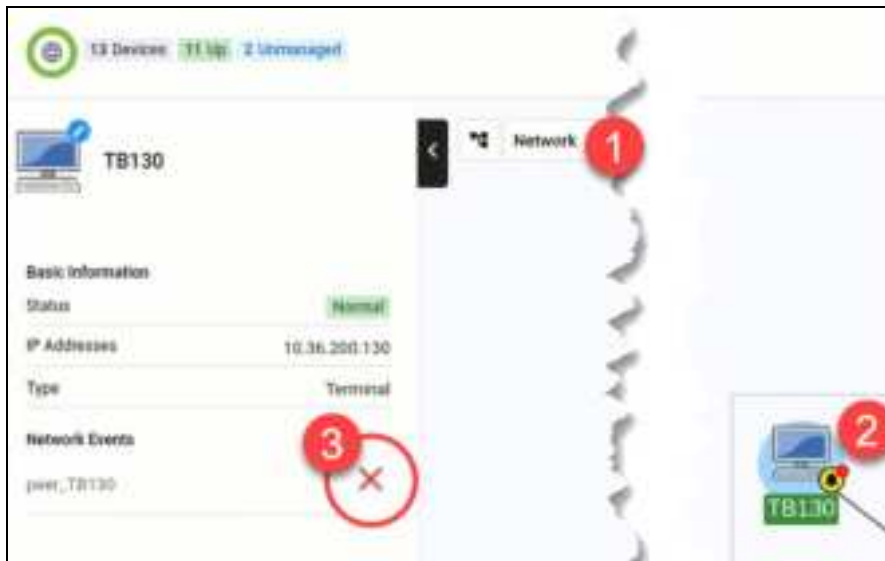 13 Devices 11 Up 2 Unmanaged
TB130
Network
1
Basic Information
Status Normal
IP Addresses 10.36.200.130
Type Terminal
Network Events
3
peer_TB130
2
TB130